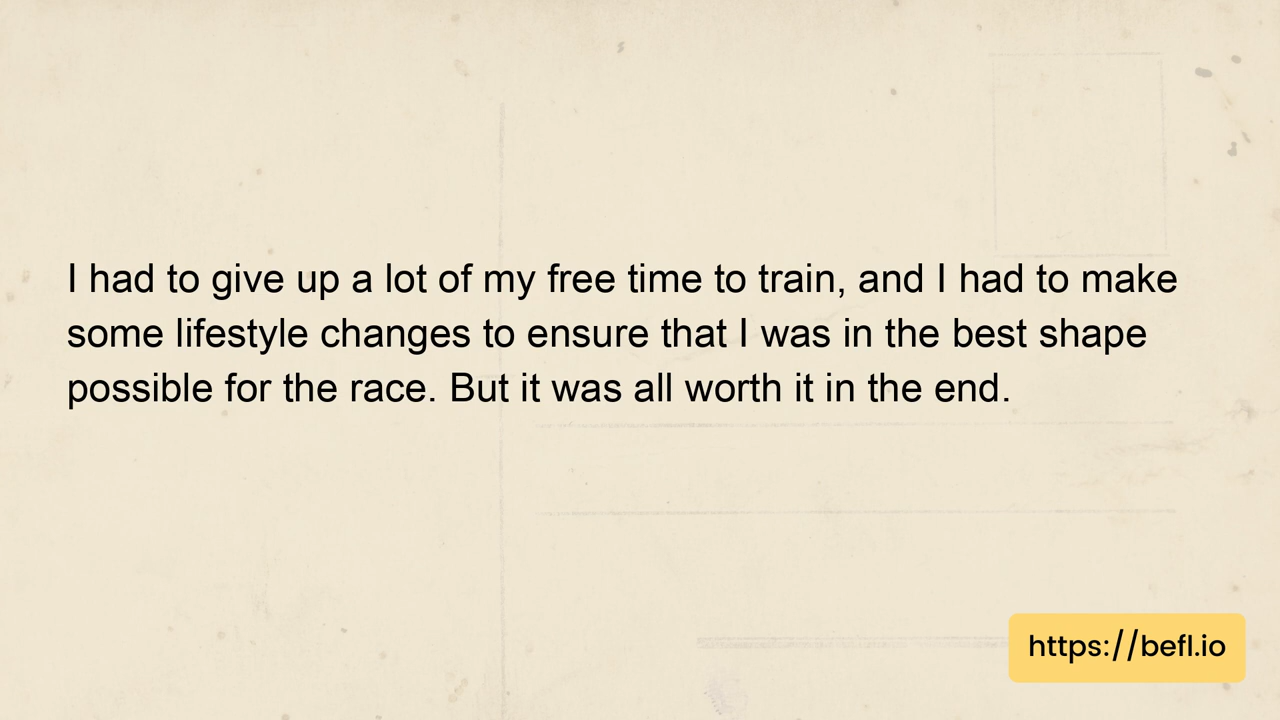 I had to give up a lot of my free time to train, and I had to make
some lifestyle changes to ensure that I was in the best shape
possible for the race. But it was all worth it in the end.
https://befl.io